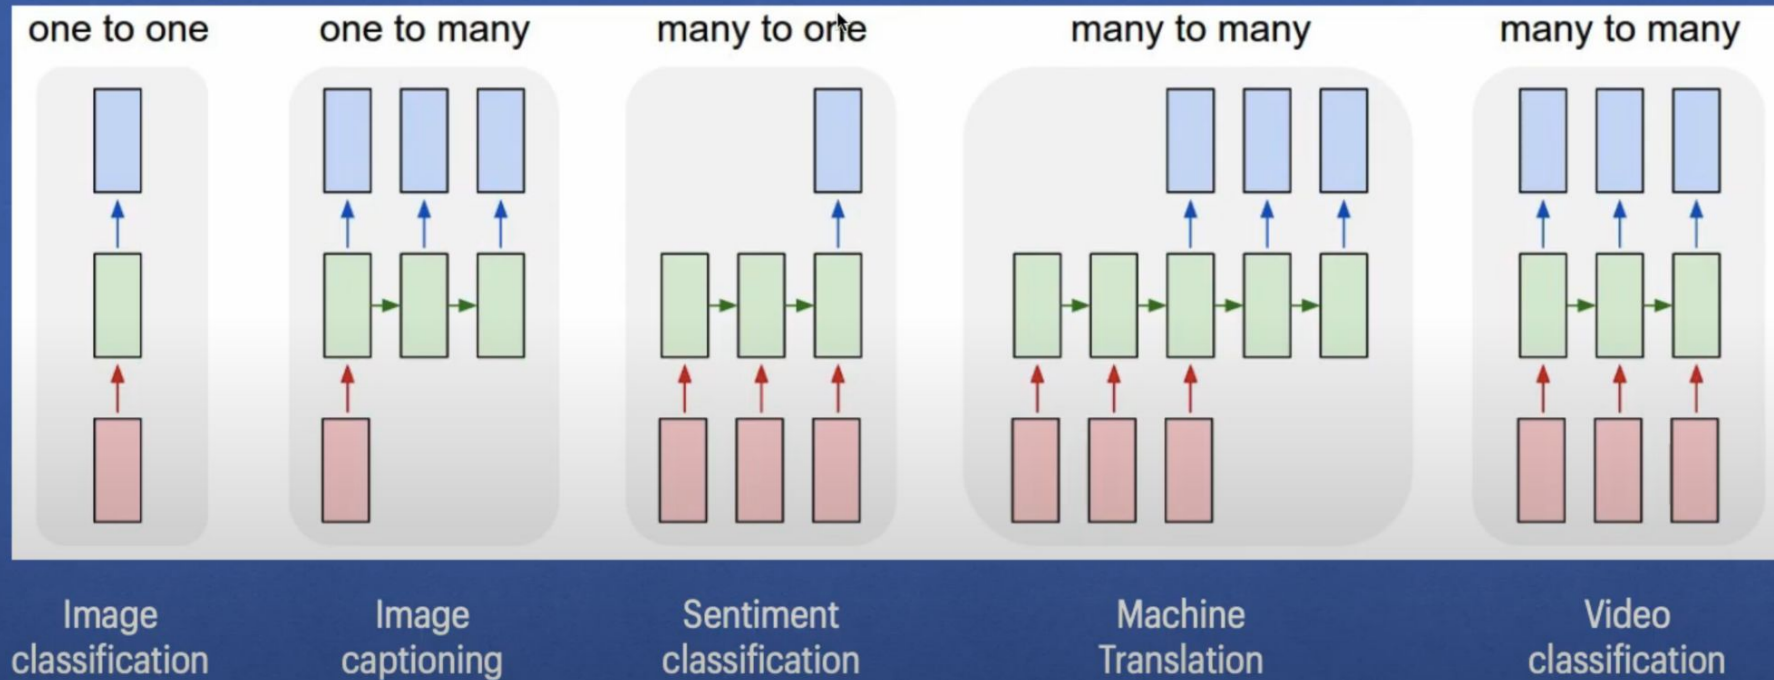 one to one
one to many
many to one
many to many
many to many
Image
classification
Image
captioning
Sentiment
classification
Machine
Translation
Video
classification